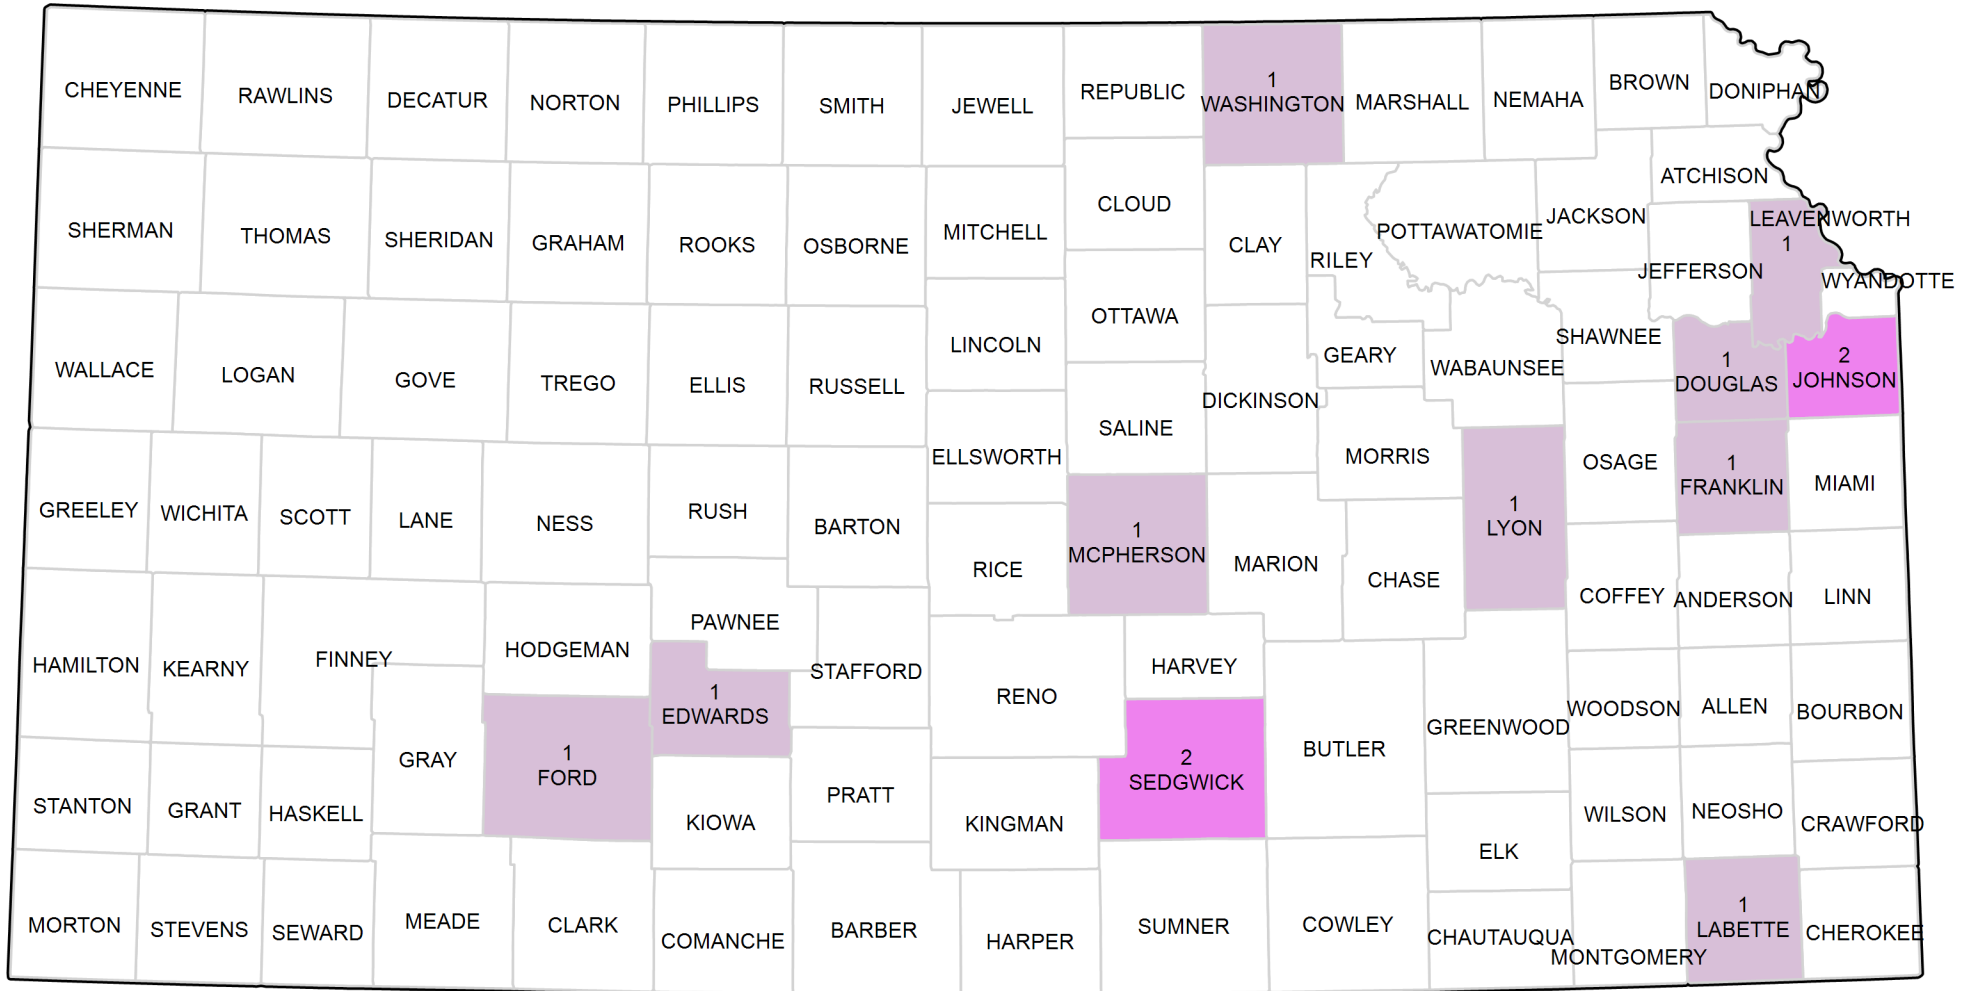 CHEYENNE
RAWLINS
DECATUR
NORTON
PHILLIPS
SMITH
JEWELL
REPUBLIC
1
WASHINGTON
MARSHALL
NEMAHA
BROWN
DONIPHAN
ATCHISON
SHERMAN
THOMAS
SHERIDAN
GRAHAM
ROOKS
OSBORNE
MITCHELL
CLOUD
CLAY
RILEY
POTTAWATOMIE
JACKSON
JEFFERSON
LEAVENWORTH
1
WYANDOTTE
WALLACE
LOGAN
GOVE
TREGO
ELLIS
RUSSELL
LINCOLN
OTTAWA
DICKINSON
GEARY
WABAUNSEE
SHAWNEE
1
DOUGLAS
2
JOHNSON
ELLSWORTH
SALINE
MORRIS
OSAGE
1
FRANKLIN
MIAMI
GREELEY
WICHITA
SCOTT
LANE
NESS
RUSH
BARTON
RICE
1
MCPHERSON
MARION
CHASE
1
LYON
COFFEY
ANDERSON
LINN
HAMILTON
KEARNY
FINNEY
HODGEMAN
PAWNEE
STAFFORD
RENO
HARVEY
1
EDWARDS
GREENWOOD
WOODSON
ALLEN
BOURBON
STANTON
GRANT
HASKELL
GRAY
1
FORD
KIOWA
PRATT
KINGMAN
2
SEDGWICK
BUTLER
ELK
WILSON
NEOSHO
CRAWFORD
MORTON
STEVENS
SEWARD
MEADE
CLARK
COMANCHE
BARBER
HARPER
SUMNER
COWLEY
CHAUTAUQUA
MONTGOMERY
1
LABETTE
CHEROKEE